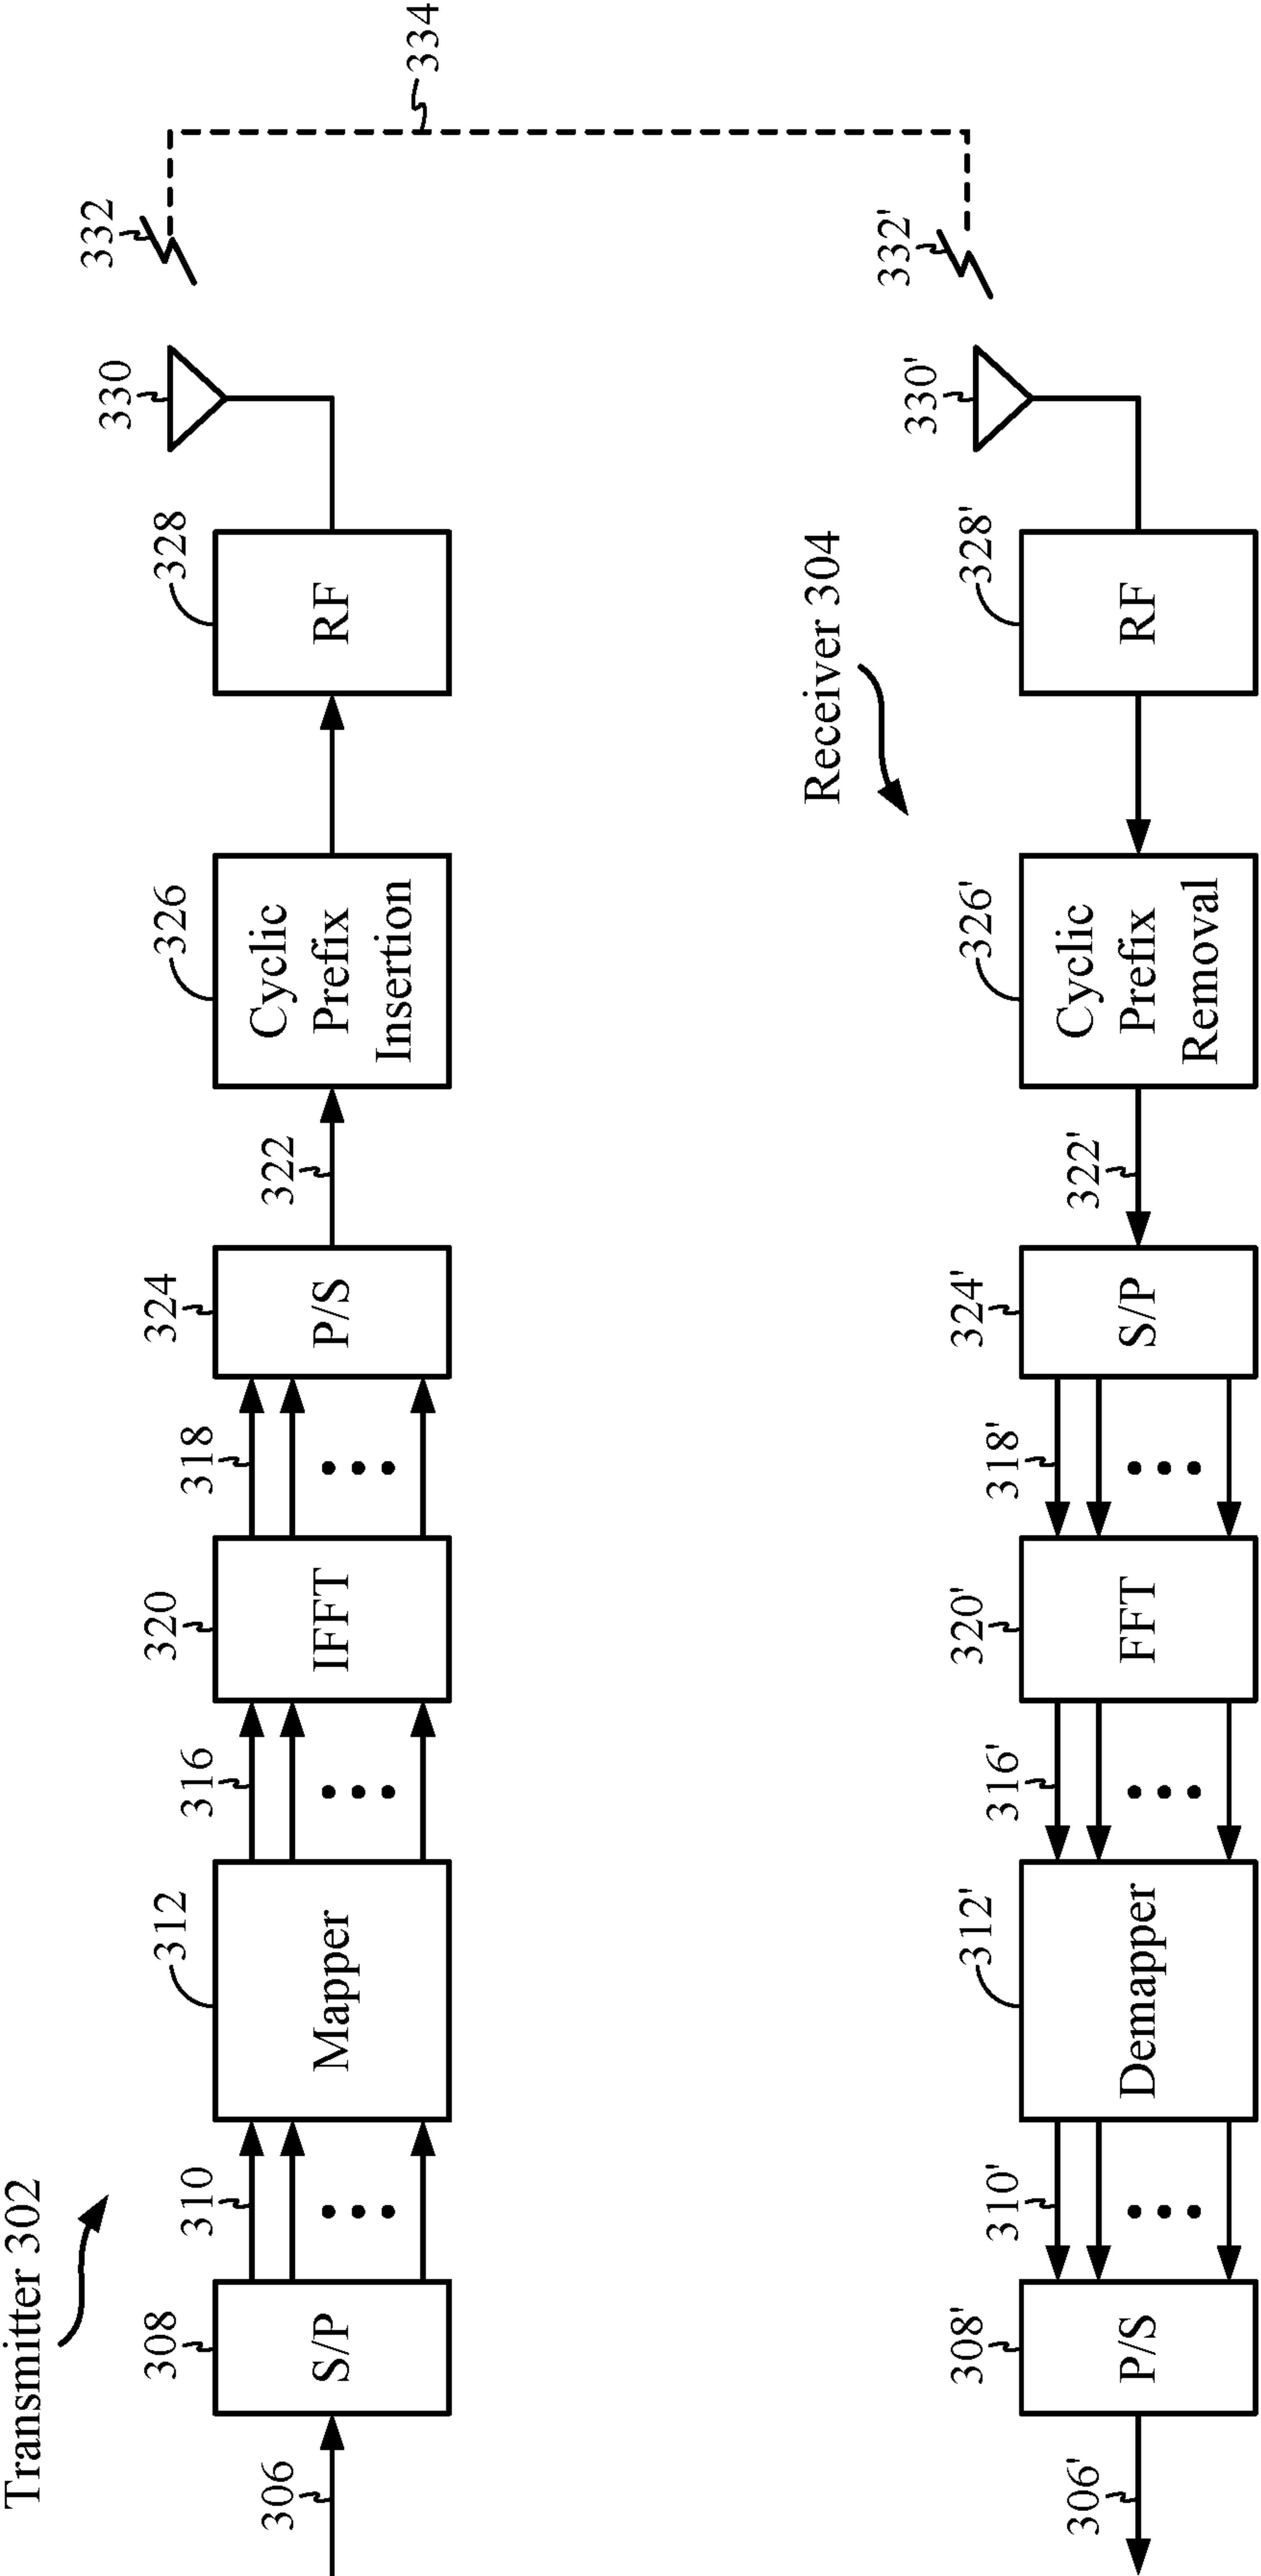 Transmitter 302
306
308
S/P
310
312
Mapper
316
320
IFFT
318
324
P/S
322
326
Cyclic
Prefix
Insertion
328
RF
330
332
334
Receiver 304
306'
308'
P/S
310'
312'
Demapper
316'
320'
FFT
318'
324'
S/P
322'
326'
Cyclic
Prefix
Removal
328'
RF
330'
332'